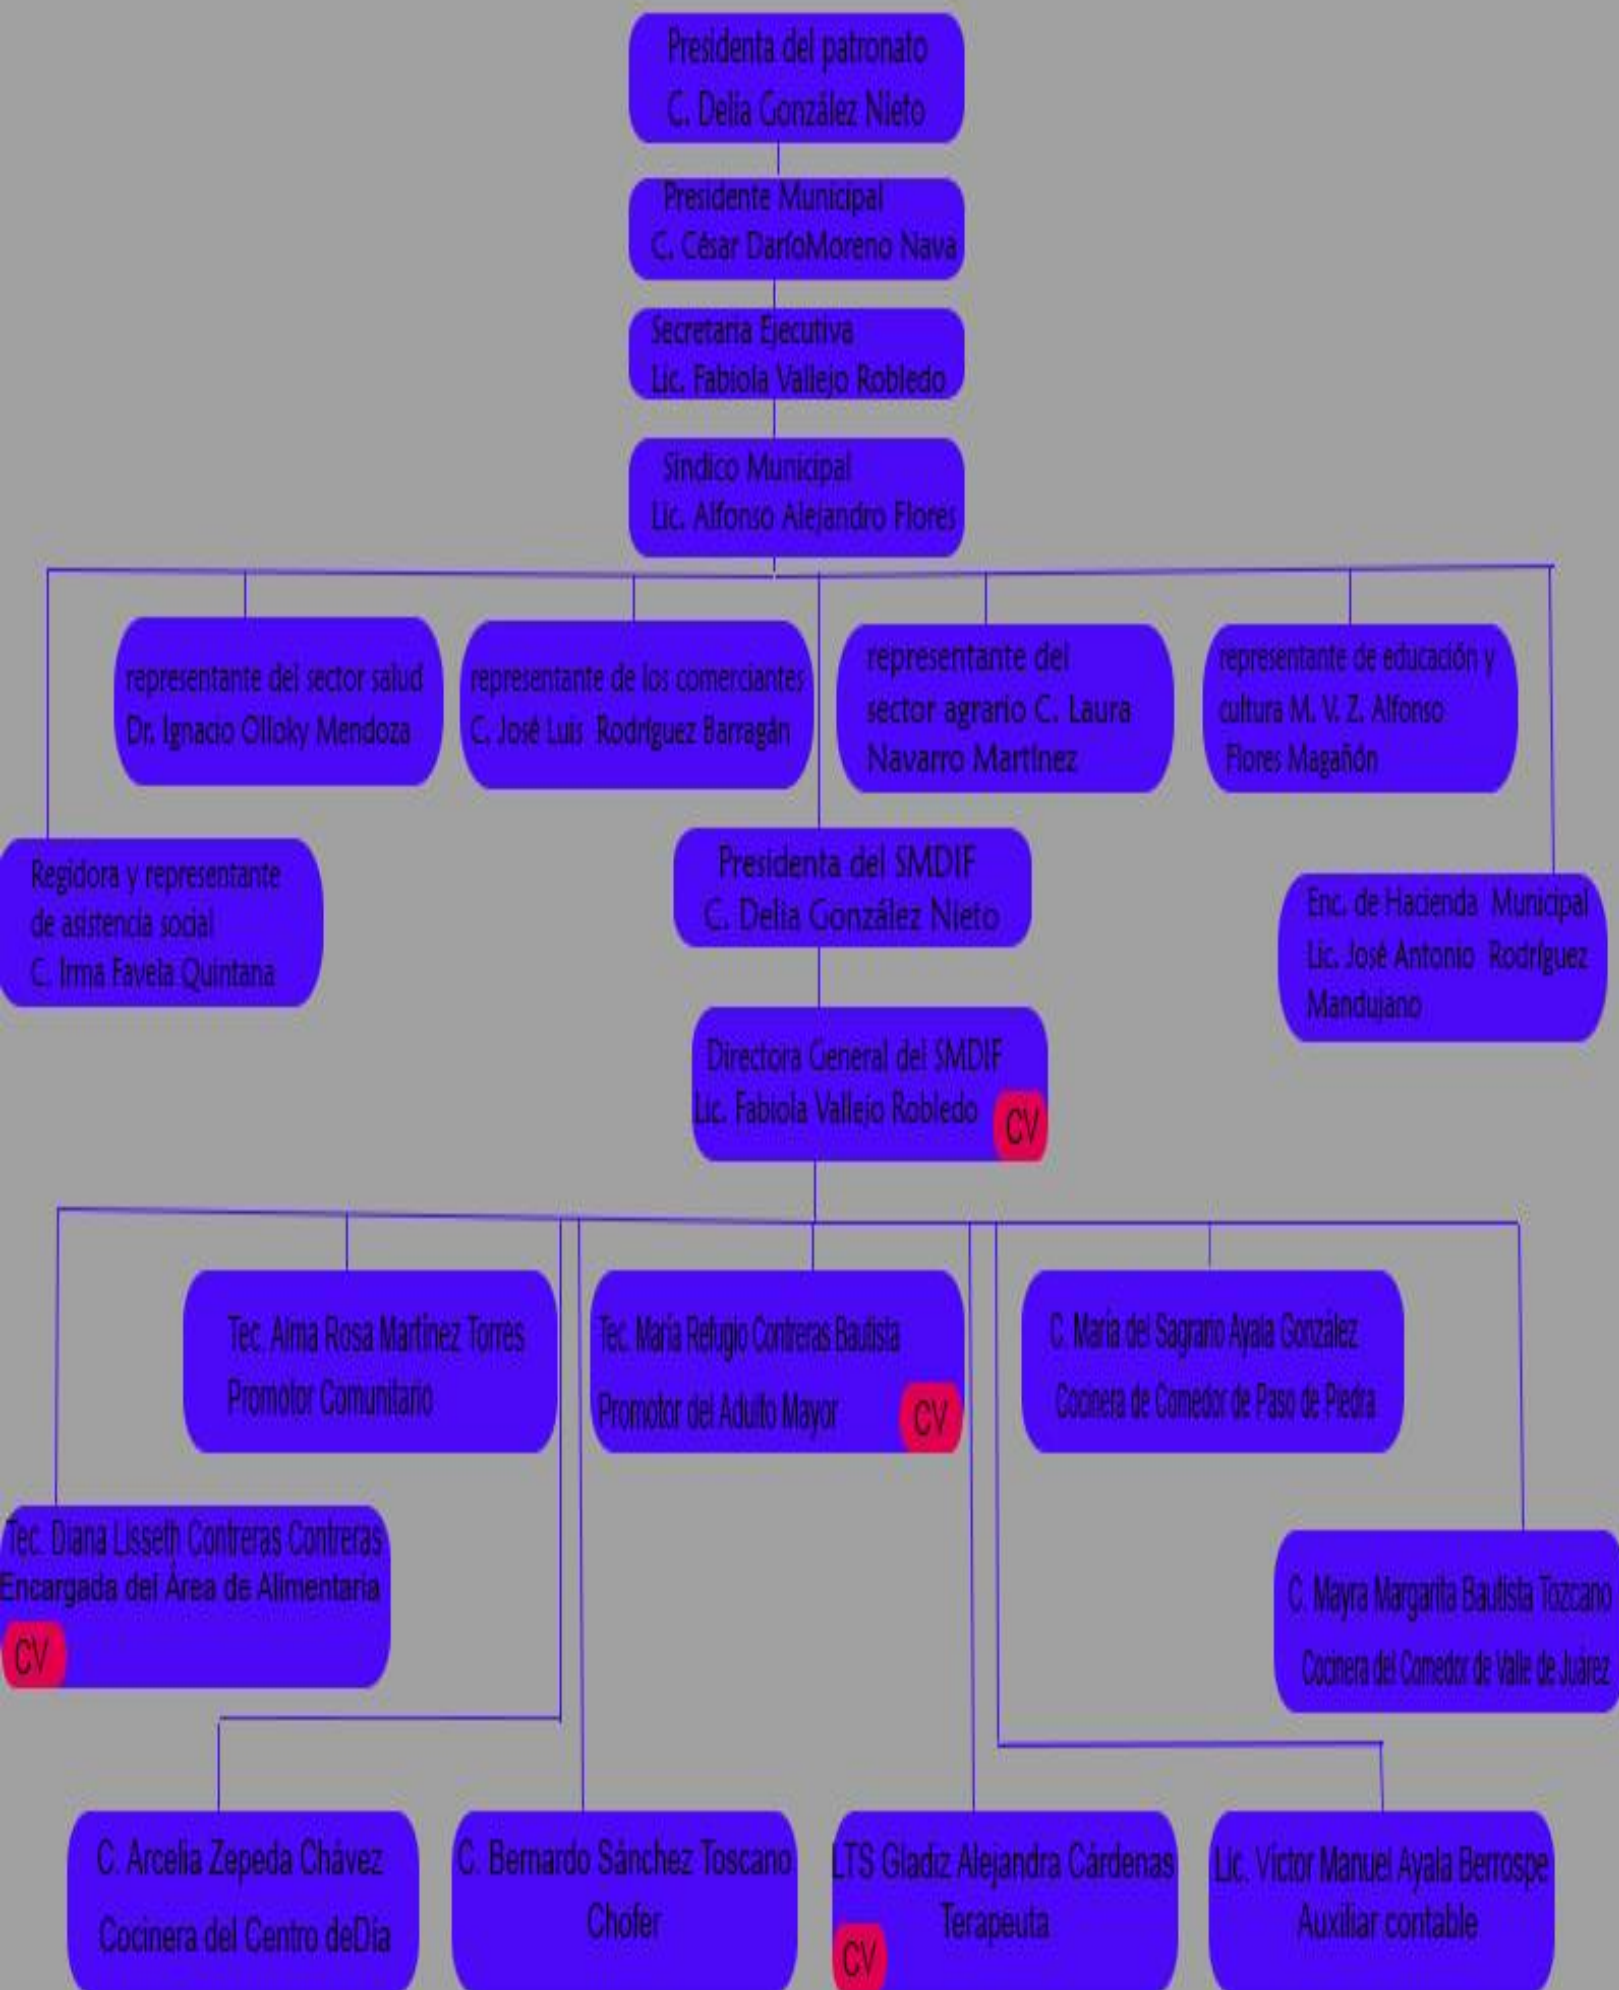 Presidenta del patronato
C. Delia González Nieto
Presidente Municipal
C. César DaríoMoreno Nava
Secretaria Ejecutiva
Lic. Fabiola Vallejo Robledo
Síndico Municipal
Lic. Alfonso Alejandro Flores
representante del sector salud
Dr. Ignacio Olloky Mendoza
representante de los comerciantes
C. José Luis Rodríguez Barragán
representante del
sector agrario C. Laura
Navarro Martínez
representante de educación y
cultura M. V. Z. Alfonso
Flores Magañón
Regidora y representante
de asistencia social
C. Irma Favela Quintana
Presidenta del SMDIF
C. Delia González Nieto
Enc. de Hacienda Municipal
Lic. José Antonio Rodríguez
Mandujano
Directora General del SMDIF
Lic. Fabiola Vallejo Robledo
CV
Tec. Alma Rosa Martínez Torres
Promotor Comunitario
Tec. María Refugio Contreras Bautista
Promotor del Adulto Mayor
CV
C. María del Sagrario Ayala González
Cocinera de Comedor de Paso de Piedra
Tec. Diana Lisseth Contreras Contreras
Encargada del Área de Alimentaria
CV
C. Mayra Margarita Bautista Tozcano
Cocinera del Comedor de Valle de Juárez
C. Arcelia Zepeda Chávez
Cocinera del Centro deDía
C. Bernardo Sánchez Toscano
Chofer
LTS Gladiz Alejandra Cárdenas
Terapeuta
CV
Lic. Víctor Manuel Ayala Berrospe
Auxiliar contable